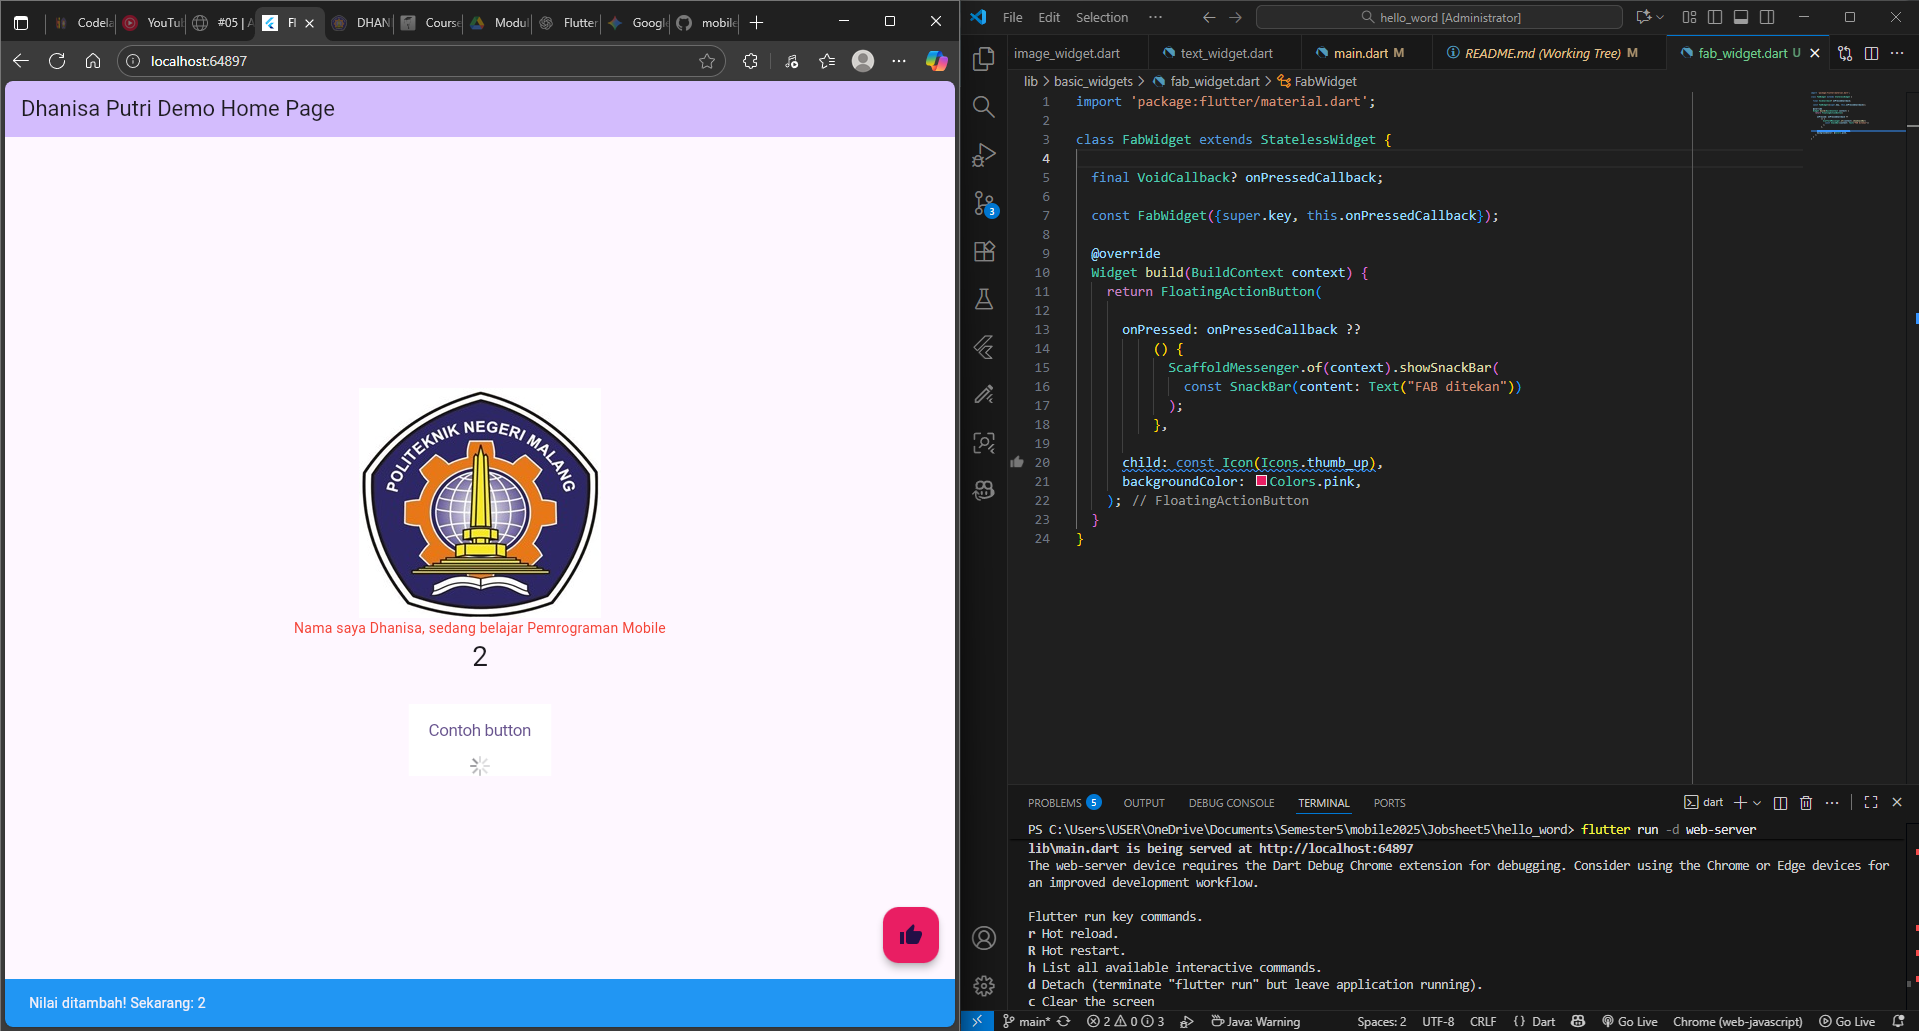 Codela
YouTub
#05 | A
Fl
DHAN
Course
Modul
Flutter
Google
mobile
localhost:64897
Dhanisa Putri Demo Home Page
POLITEKNIK NEGERI MALANG
Nama saya Dhanisa, sedang belajar Pemrograman Mobile
2
Contoh button
Nilai ditambah! Sekarang: 2
File Edit Selection ···
hello_word [Administrator]
image_widget.dart
text_widget.dart
main.dart M
README.md (Working Tree) M
fab_widget.dart U
lib > basic_widgets > fab_widget.dart > FabWidget
1 import 'package:flutter/material.dart';
2
3 class FabWidget extends StatelessWidget {
4
5 final VoidCallback? onPressedCallback;
6
7 const FabWidget({super.key, this.onPressedCallback});
8
9 @override
10 Widget build(BuildContext context) {
11 return FloatingActionButton(
12
13 onPressed: onPressedCallback ??
14 () {
15 ScaffoldMessenger.of(context).showSnackBar(
16 const SnackBar(content: Text("FAB ditekan"))
17 );
18 },
19
20 child: const Icon(Icons.thumb_up),
21 backgroundColor: Colors.pink,
22 ); // FloatingActionButton
23 }
24 }
3
PROBLEMS 5 OUTPUT DEBUG CONSOLE TERMINAL PORTS
dart
PS C:\Users\USER\OneDrive\Documents\Semester5\mobile2025\Jobsheet5\hello_word> flutter run -d web-server
lib\main.dart is being served at http://localhost:64897
The web-server device requires the Dart Debug Chrome extension for debugging. Consider using the Chrome or Edge devices for
an improved development workflow.
Flutter run key commands.
r Hot reload.
R Hot restart.
h List all available interactive commands.
d Detach (terminate "flutter run" but leave application running).
c Clear the screen
main* 2 0 3 Java: Warning Spaces: 2 UTF-8 CRLF {} Dart Go Live Chrome (web-javascript) Go Live